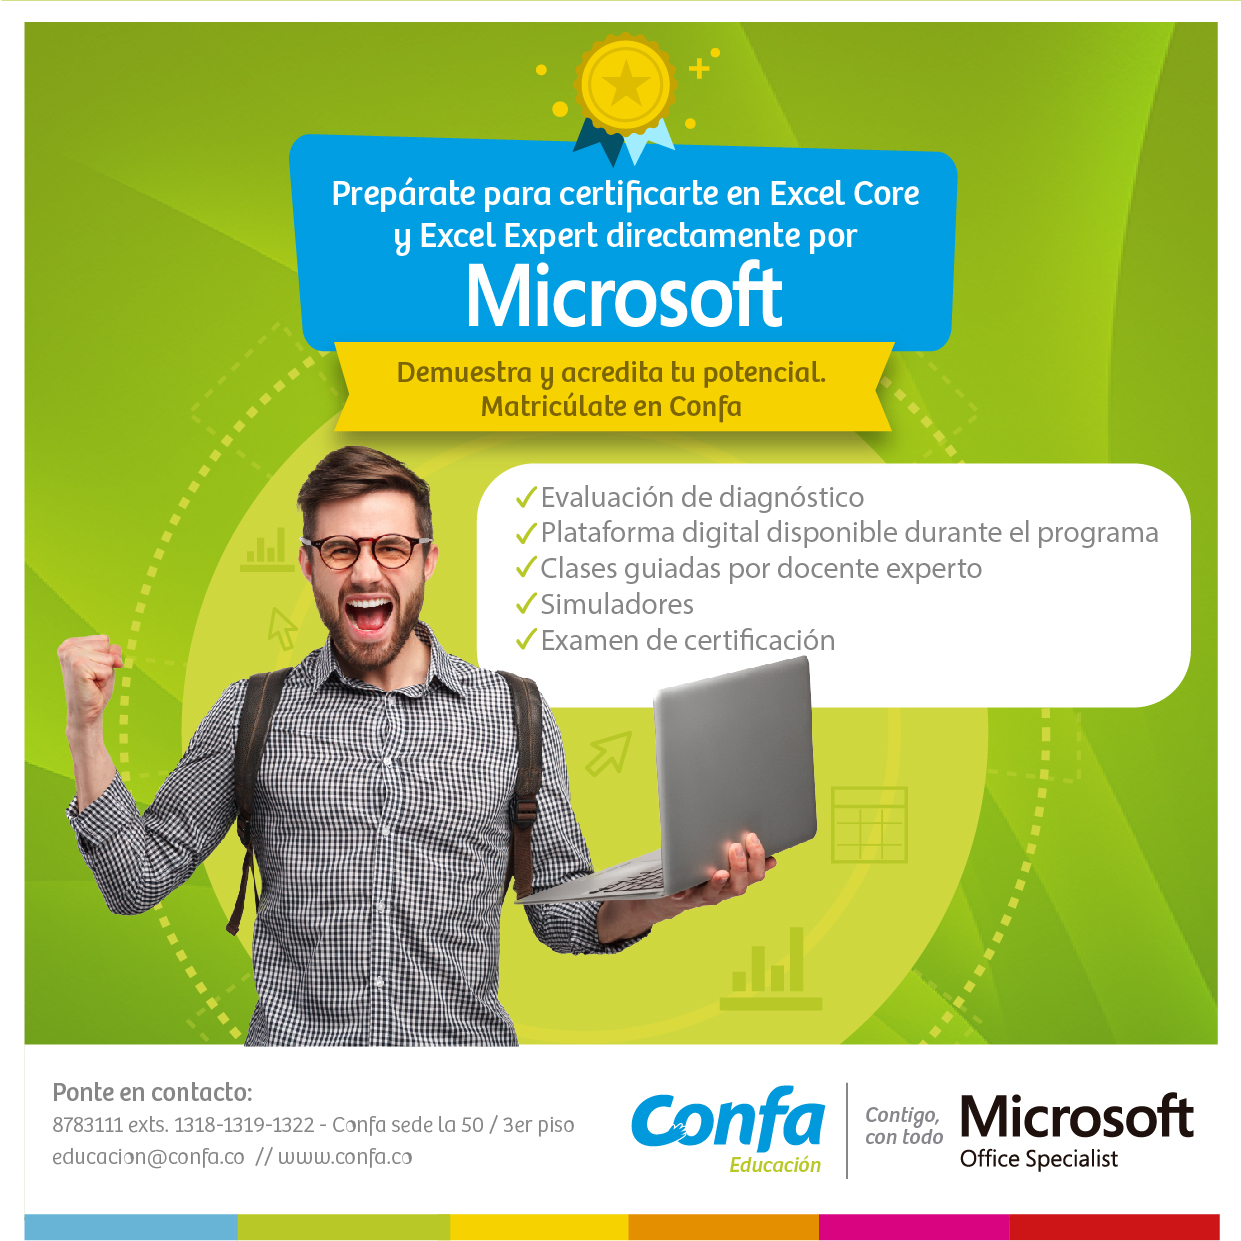 Prepárate para certificarte en Excel Core
y Excel Expert directamente por
Microsoft
Demuestra y acredita tu potencial.
Matricúlate en Confa
Evaluación de diagnóstico
Plataforma digital disponible durante el programa
Clases guiadas por docente experto
Simuladores
Examen de certificación
Ponte en contacto:
8783111 exts. 1318-1319-1322 - Confa sede la 50 / 3er piso
educacion@confa.co // www.confa.co
Confa
Educación
Contigo,
con todo
Microsoft
Office Specialist